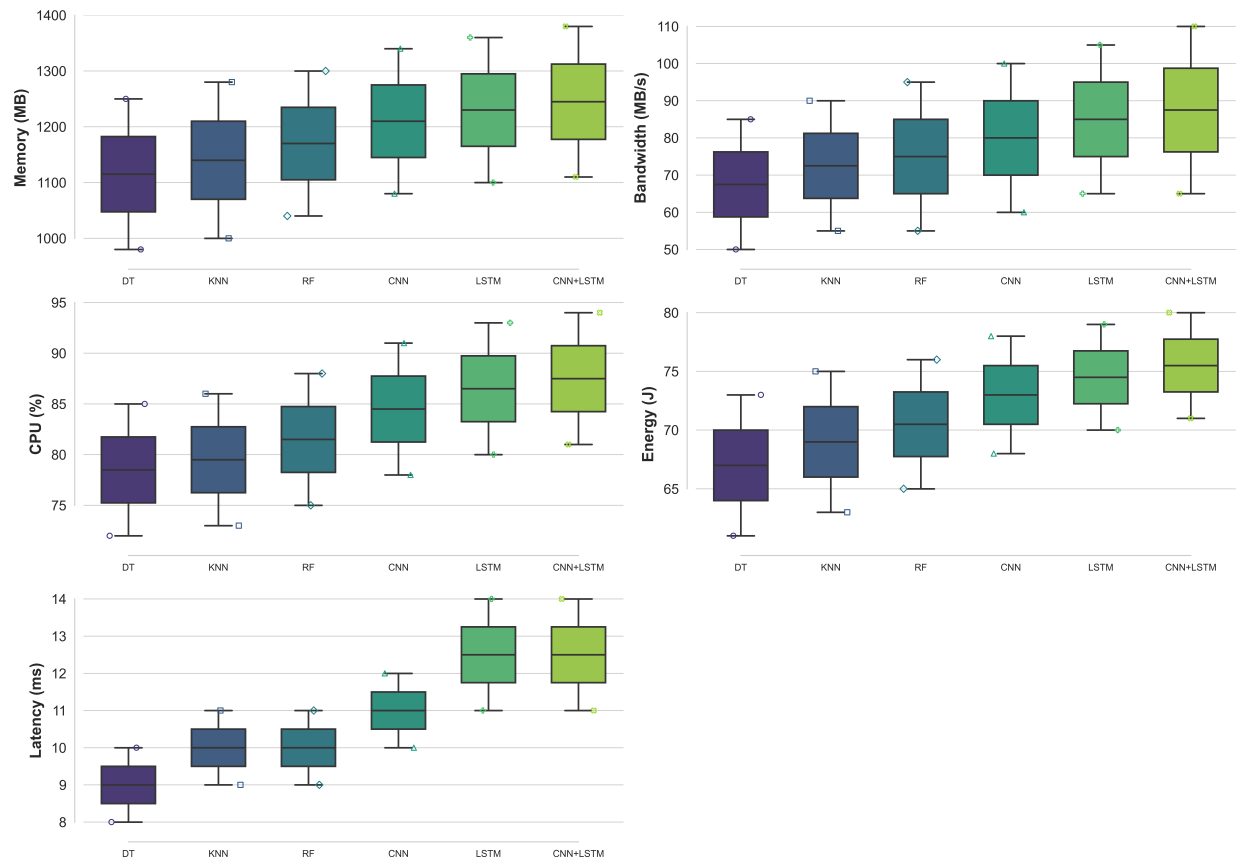 Memory (MB)
1400
1300
1200
1100
1000
DT KNN RF CNN LSTM CNN+LSTM
Bandwidth (MB/s)
110
100
90
80
70
60
50
DT KNN RF CNN LSTM CNN+LSTM
CPU (%)
95
90
85
80
75
DT KNN RF CNN LSTM CNN+LSTM
Energy (J)
80
75
70
65
DT KNN RF CNN LSTM CNN+LSTM
Latency (ms)
14
13
12
11
10
9
8
DT KNN RF CNN LSTM CNN+LSTM